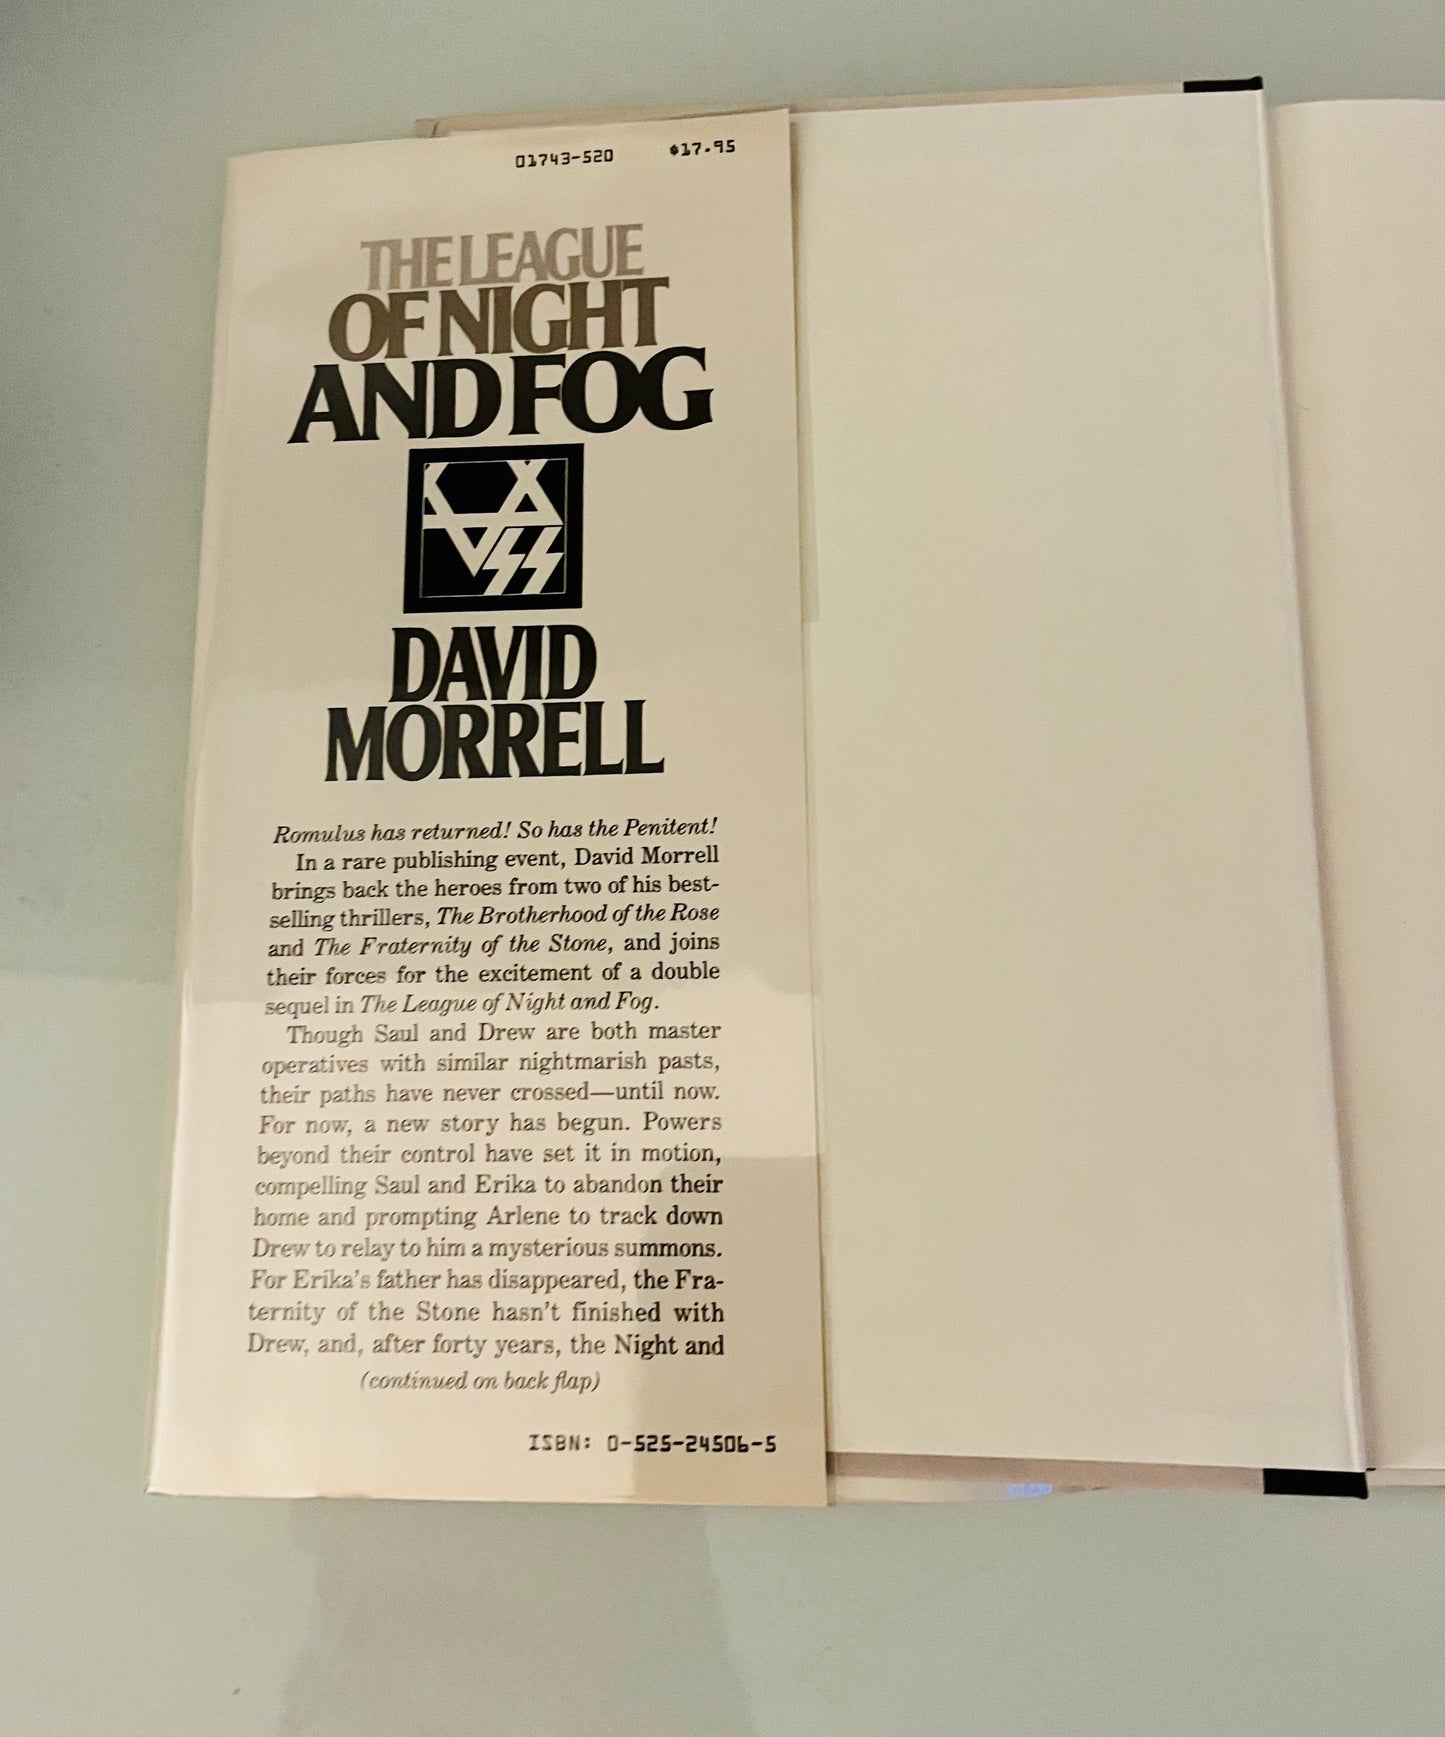 01743-520 $17.95
THE LEAGUE
OF NIGHT
AND FOG
DAVID
MORRELL
Romulus has returned! So has the Penitent!
In a rare publishing event, David Morrell
brings back the heroes from two of his best-
selling thrillers, The Brotherhood of the Rose
and The Fraternity of the Stone, and joins
their forces for the excitement of a double
sequel in The League of Night and Fog.
Though Saul and Drew are both master
operatives with similar nightmarish pasts,
their paths have never crossed—until now.
For now, a new story has begun. Powers
beyond their control have set it in motion,
compelling Saul and Erika to abandon their
home and prompting Arlene to track down
Drew to relay to him a mysterious summons.
For Erika's father has disappeared, the Fra-
ternity of the Stone hasn't finished with
Drew, and, after forty years, the Night and
(continued on back flap)
ISBN: 0-525-24506-5